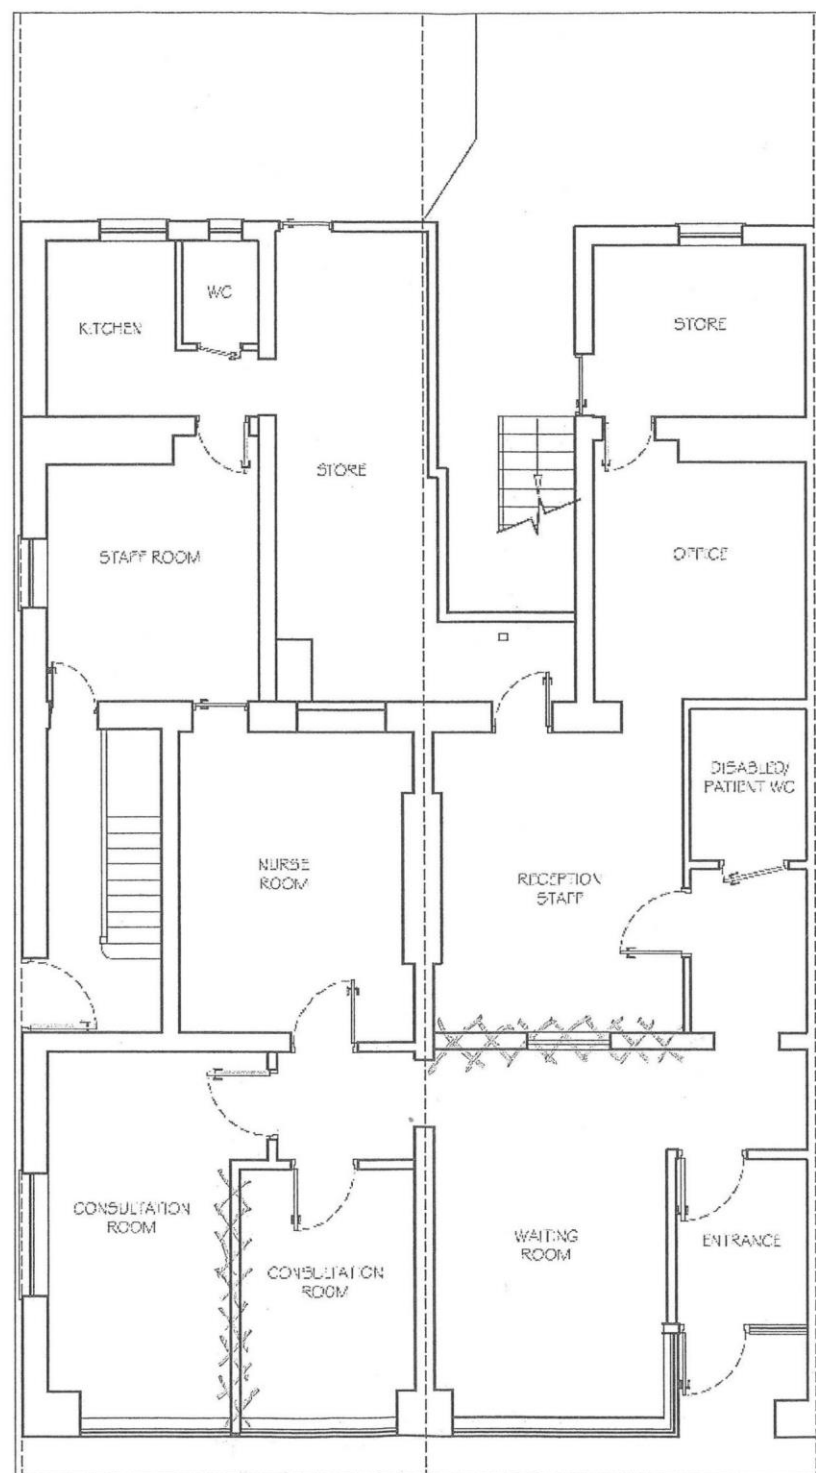 WC
KITCHEN
STORE
STORE
STAFF ROOM
OFFICE
DISABLED/
PATIENT WC
NURSE
ROOM
RECEPTION
STAFF
CONSULTATION
ROOM
CONSULTATION
ROOM
WAITING
ROOM
ENTRANCE